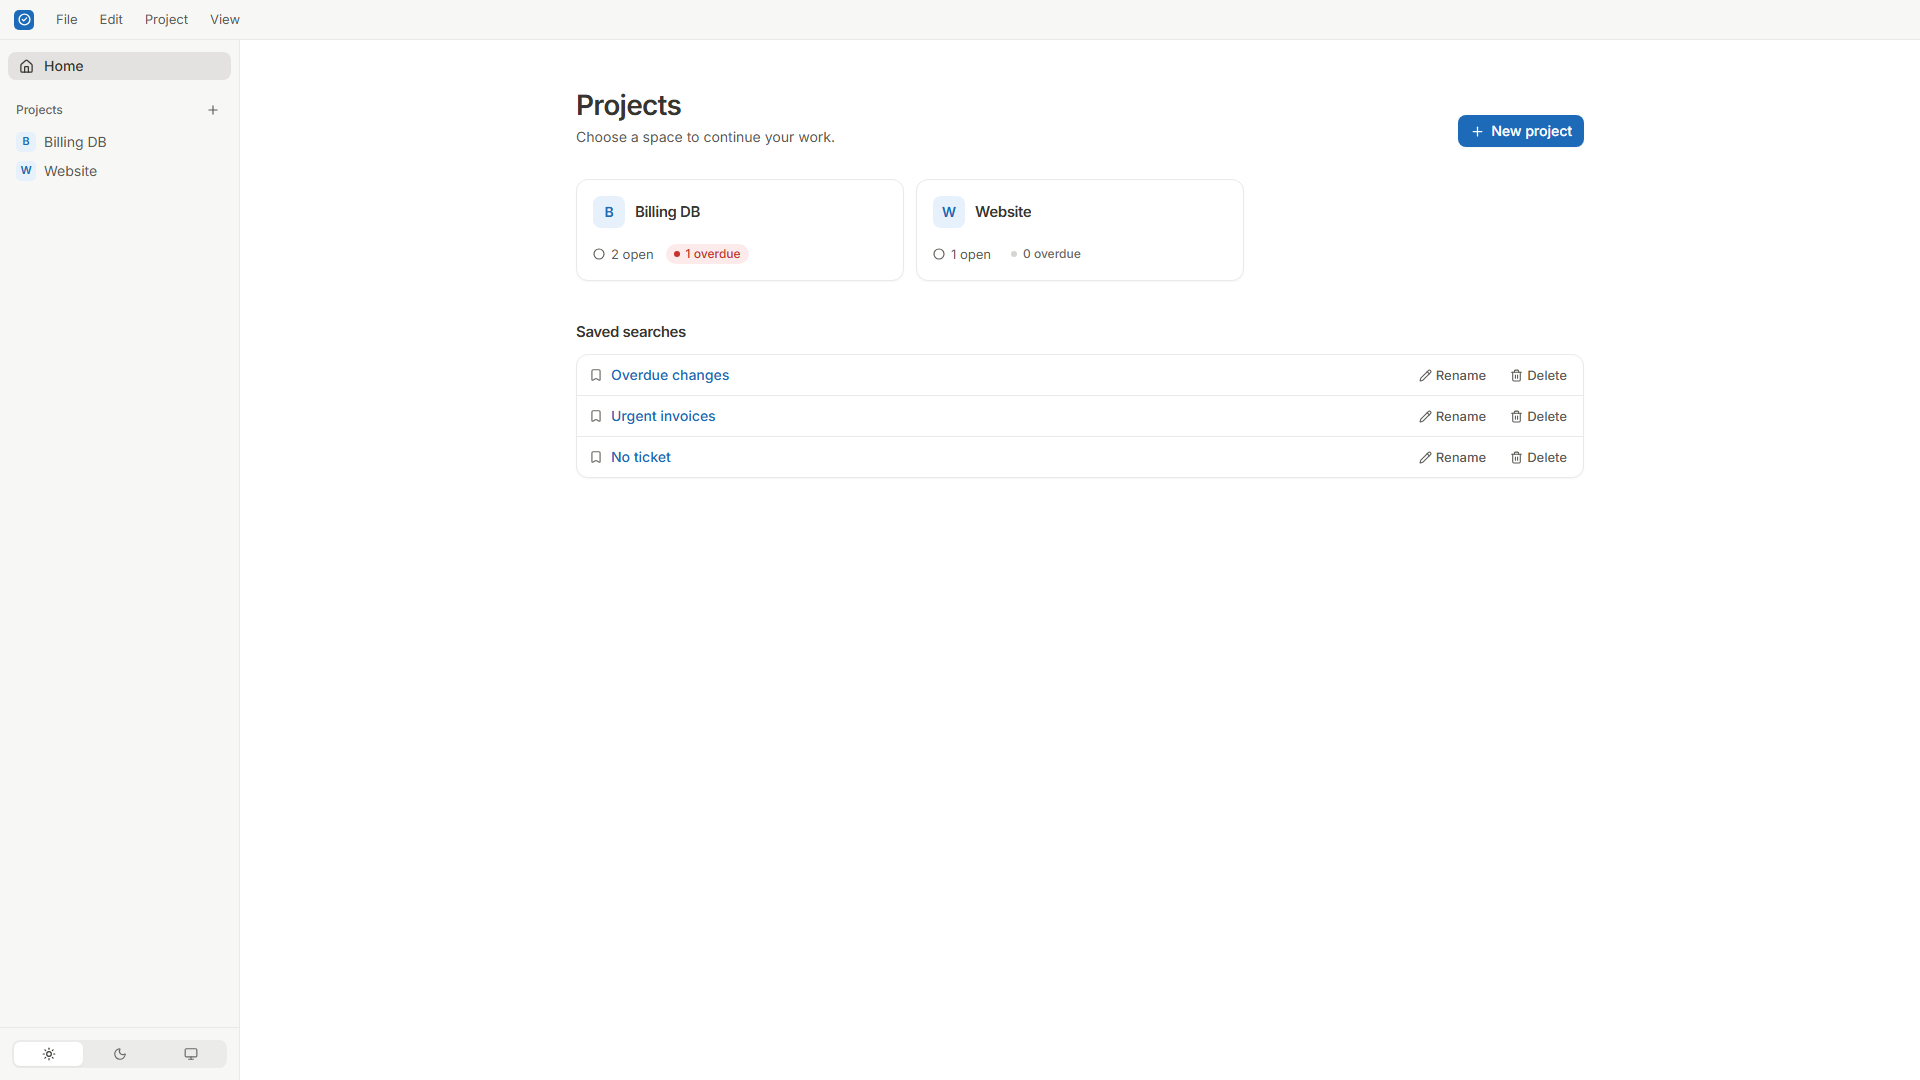 File Edit Project View
Home
Projects
B Billing DB
W Website
Projects
Choose a space to continue your work.
New project
B Billing DB
2 open 1 overdue
W Website
1 open 0 overdue
Saved searches
Overdue changes Rename Delete
Urgent invoices Rename Delete
No ticket Rename Delete